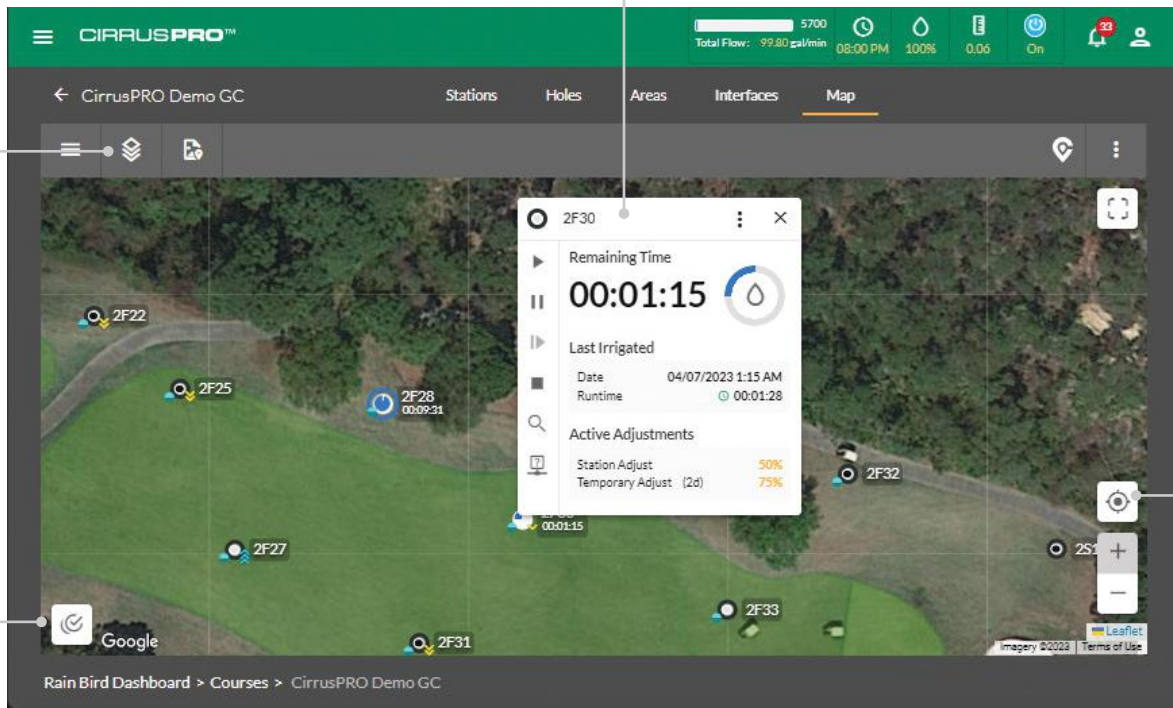 CIRRUSPRO™
5700
Total Flow: 99.80 gal/min
08:00 PM
100%
0.06
On
33
CirrusPRO Demo GC
Stations
Holes
Areas
Interfaces
Map
2F30
Remaining Time
00:01:15
Last Irrigated
Date 04/07/2023 1:15 AM
Runtime 00:01:28
Active Adjustments
Station Adjust 50%
Temporary Adjust (2d) 75%
2F22
2F25
2F28
00:09:31
2F32
00:01:15
2F27
2F33
2F31
Google
+
−
Leaflet
Imagery ©2023 | Terms of Use
Rain Bird Dashboard > Courses > CirrusPRO Demo GC